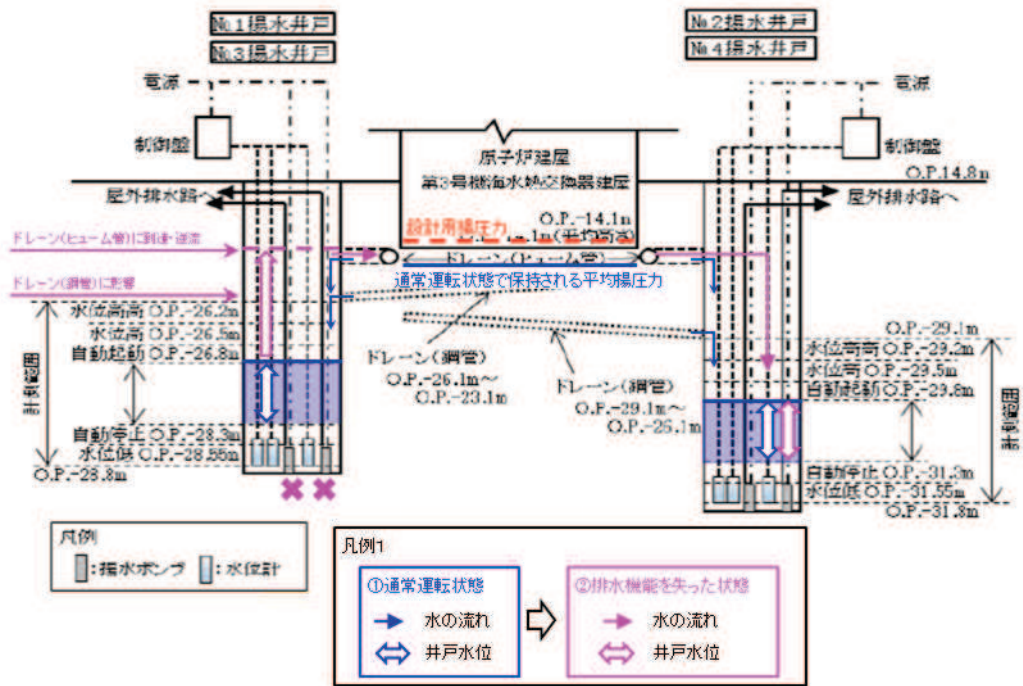 №1揚水井戸
№3揚水井戸
№2揚水井戸
№4揚水井戸
電源
電源
制御盤
制御盤
原子炉建屋
第3号機海水熱交換器建屋
O.P.14.8m
屋外排水路へ
屋外排水路へ
O.P.-14.1m
設計用揚圧力
ドレーン(ヒューム管)に到達・逆流
ドレーン(ヒューム管)
通常運転状態で保持される平均揚圧力
ドレーン(鋼管)に影響
水位高高 O.P.-26.2m
水位高 O.P.-26.5m
自動起動 O.P.-26.8m
計測範囲
自動停止 O.P.-28.3m
水位低 O.P.-28.55m
O.P.-28.8m
ドレーン(鋼管)
O.P.-26.1m～
O.P.-23.1m
ドレーン(鋼管)
O.P.-29.1m～
O.P.-26.1m
O.P.-29.1m
水位高高 O.P.-29.2m
水位高 O.P.-29.5m
自動起動 O.P.-29.8m
計測範囲
自動停止 O.P.-31.3m
水位低 O.P.-31.55m
O.P.-31.8m
凡例
:揚水ポンプ :水位計
凡例1
①通常運転状態
水の流れ
井戸水位
②排水機能を失った状態
水の流れ
井戸水位